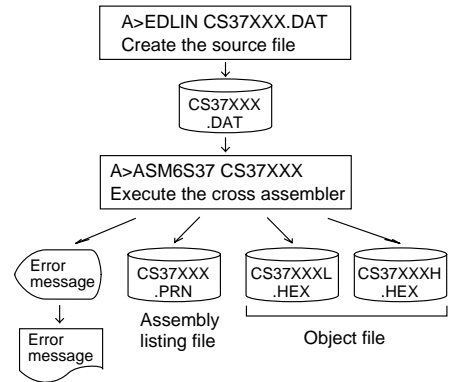 A>EDLIN CS37XXX.DAT
Create the source file
CS37XXX
.DAT
A>ASM6S37 CS37XXX
Execute the cross assembler
Error
message
CS37XXX
.PRN
CS37XXXL
.HEX
CS37XXXH
.HEX
Assembly
listing file
Object file
Error
message